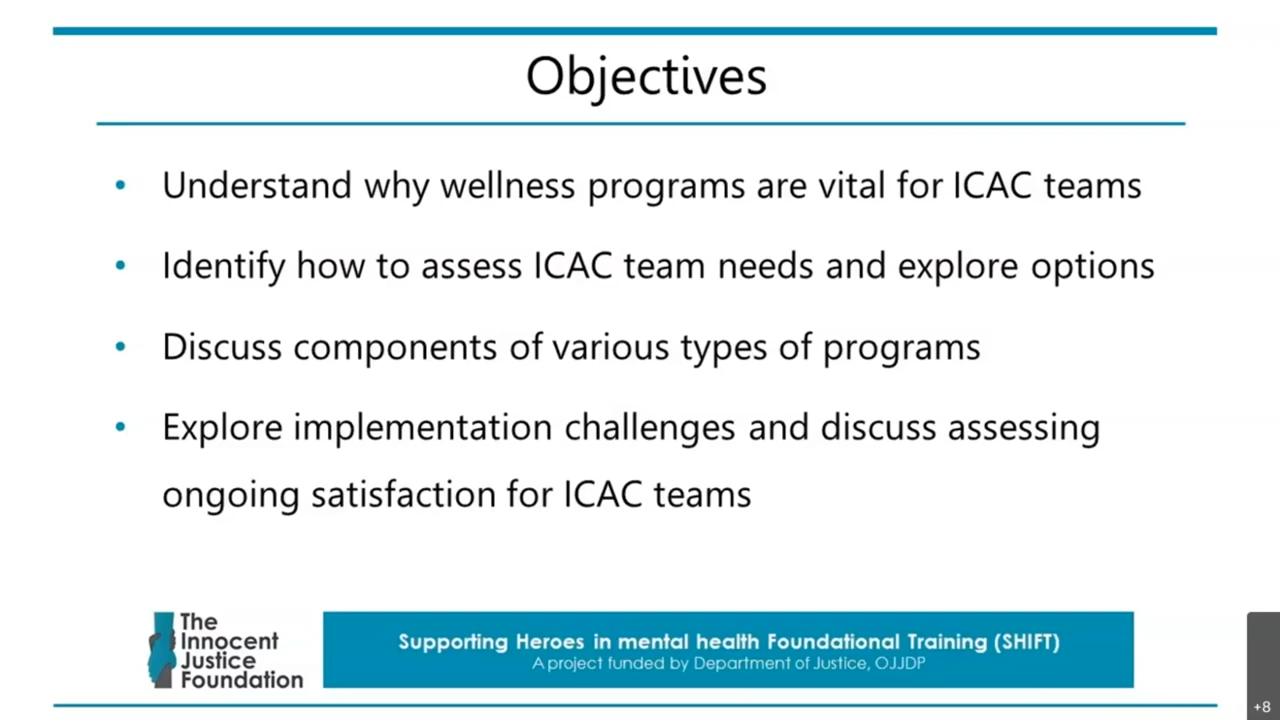 Objectives
• Understand why wellness programs are vital for ICAC teams
• Identify how to assess ICAC team needs and explore options
• Discuss components of various types of programs
• Explore implementation challenges and discuss assessing
ongoing satisfaction for ICAC teams
The
Innocent
Justice
Foundation
Supporting Heroes in mental health Foundational Training (SHIFT)
A project funded by Department of Justice, OJJDP
+8